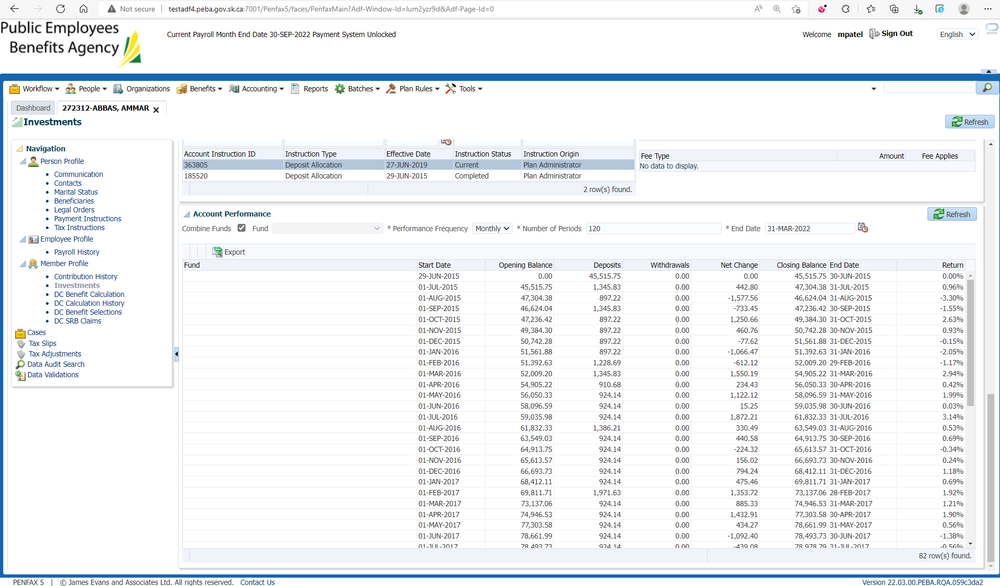 Not secure | testadf4.peba.gov.sk.ca:7001/Penfax5/faces/PenfaxMain?Adf-Window-Id=lum2yzr9d&Adf-Page-Id=0
Public Employees
Benefits Agency
Current Payroll Month End Date 30-SEP-2022 Payment System Unlocked
Welcome mpatel Sign Out English
Workflow People Organizations Benefits Accounting Reports Batches Plan Rules Tools
Dashboard 272312-ABBAS, AMMAR
Investments
Refresh
Navigation
Person Profile
Communication
Contacts
Marital Status
Beneficiaries
Legal Orders
Payment Instructions
Tax Instructions
Employee Profile
Payroll History
Member Profile
Contribution History
Investments
DC Benefit Calculation
DC Calculation History
DC Benefit Selections
DC SRB Claims
Cases
Tax Slips
Tax Adjustments
Data Audit Search
Data Validations
Account Instruction ID Instruction Type Effective Date Instruction Status Instruction Origin
363805 Deposit Allocation 27-JUN-2019 Current Plan Administrator
185520 Deposit Allocation 29-JUN-2015 Completed Plan Administrator
2 row(s) found.
Fee Type Amount Fee Applies
No data to display.
Account Performance
Refresh
Combine Funds Fund * Performance Frequency Monthly * Number of Periods 120 * End Date 31-MAR-2022
Export
Fund Start Date Opening Balance Deposits Withdrawals Net Change Closing Balance End Date Return
29-JUN-2015 0.00 45,515.75 0.00 0.00 45,515.75 30-JUN-2015 0.00%
01-JUL-2015 45,515.75 1,345.83 0.00 442.80 47,304.38 31-JUL-2015 0.96%
01-AUG-2015 47,304.38 897.22 0.00 -1,577.56 46,624.04 31-AUG-2015 -3.30%
01-SEP-2015 46,624.04 1,345.83 0.00 -733.45 47,236.42 30-SEP-2015 -1.55%
01-OCT-2015 47,236.42 897.22 0.00 1,250.66 49,384.30 31-OCT-2015 2.63%
01-NOV-2015 49,384.30 897.22 0.00 460.76 50,742.28 30-NOV-2015 0.93%
01-DEC-2015 50,742.28 897.22 0.00 -77.62 51,561.88 31-DEC-2015 -0.15%
01-JAN-2016 51,561.88 897.22 0.00 -1,066.47 51,392.63 31-JAN-2016 -2.05%
01-FEB-2016 51,392.63 1,228.69 0.00 -612.12 52,009.20 29-FEB-2016 -1.17%
01-MAR-2016 52,009.20 1,345.83 0.00 1,550.19 54,905.22 31-MAR-2016 2.94%
01-APR-2016 54,905.22 910.68 0.00 234.43 56,050.33 30-APR-2016 0.42%
01-MAY-2016 56,050.33 924.14 0.00 1,122.12 58,096.59 31-MAY-2016 1.99%
01-JUN-2016 58,096.59 924.14 0.00 15.25 59,035.98 30-JUN-2016 0.03%
01-JUL-2016 59,035.98 924.14 0.00 1,872.21 61,832.33 31-JUL-2016 3.14%
01-AUG-2016 61,832.33 1,386.21 0.00 330.49 63,549.03 31-AUG-2016 0.53%
01-SEP-2016 63,549.03 924.14 0.00 440.58 64,913.75 30-SEP-2016 0.69%
01-OCT-2016 64,913.75 924.14 0.00 -224.32 65,613.57 31-OCT-2016 -0.34%
01-NOV-2016 65,613.57 924.14 0.00 156.02 66,693.73 30-NOV-2016 0.24%
01-DEC-2016 66,693.73 924.14 0.00 794.24 68,412.11 31-DEC-2016 1.18%
01-JAN-2017 68,412.11 924.14 0.00 475.46 69,811.71 31-JAN-2017 0.69%
01-FEB-2017 69,811.71 1,971.63 0.00 1,353.72 73,137.06 28-FEB-2017 1.92%
01-MAR-2017 73,137.06 924.14 0.00 885.33 74,946.53 31-MAR-2017 1.21%
01-APR-2017 74,946.53 924.14 0.00 1,432.91 77,303.58 30-APR-2017 1.90%
01-MAY-2017 77,303.58 924.14 0.00 434.27 78,661.99 31-MAY-2017 0.56%
01-JUN-2017 78,661.99 924.14 0.00 -1,092.40 78,493.73 30-JUN-2017 -1.38%
01-JUL-2017 78,493.73 924.14 0.00 -439.08 78,978.79 31-JUL-2017 -0.56%
82 row(s) found.
PENFAX 5 | © James Evans and Associates Ltd. All rights reserved. Contact Us
Version 22.03.00.PEBA.RQA.059c3da2